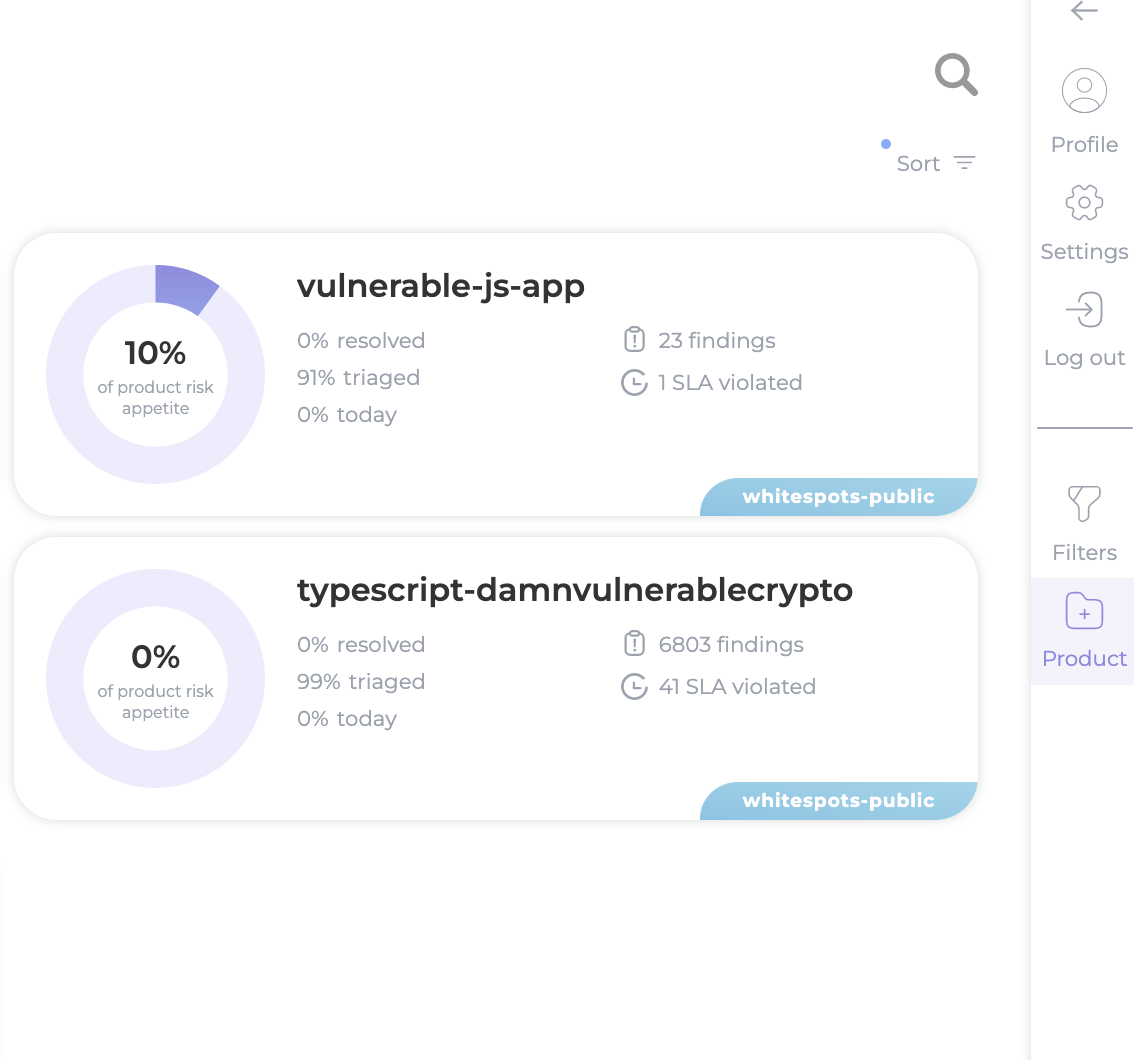 Sort
vulnerable-js-app
10%
of product risk
appetite
0% resolved
91% triaged
0% today
23 findings
1 SLA violated
whitespots-public
typescript-damnvulnerablecrypto
0%
of product risk
appetite
0% resolved
99% triaged
0% today
6803 findings
41 SLA violated
whitespots-public
Profile
Settings
Log out
Filters
Product